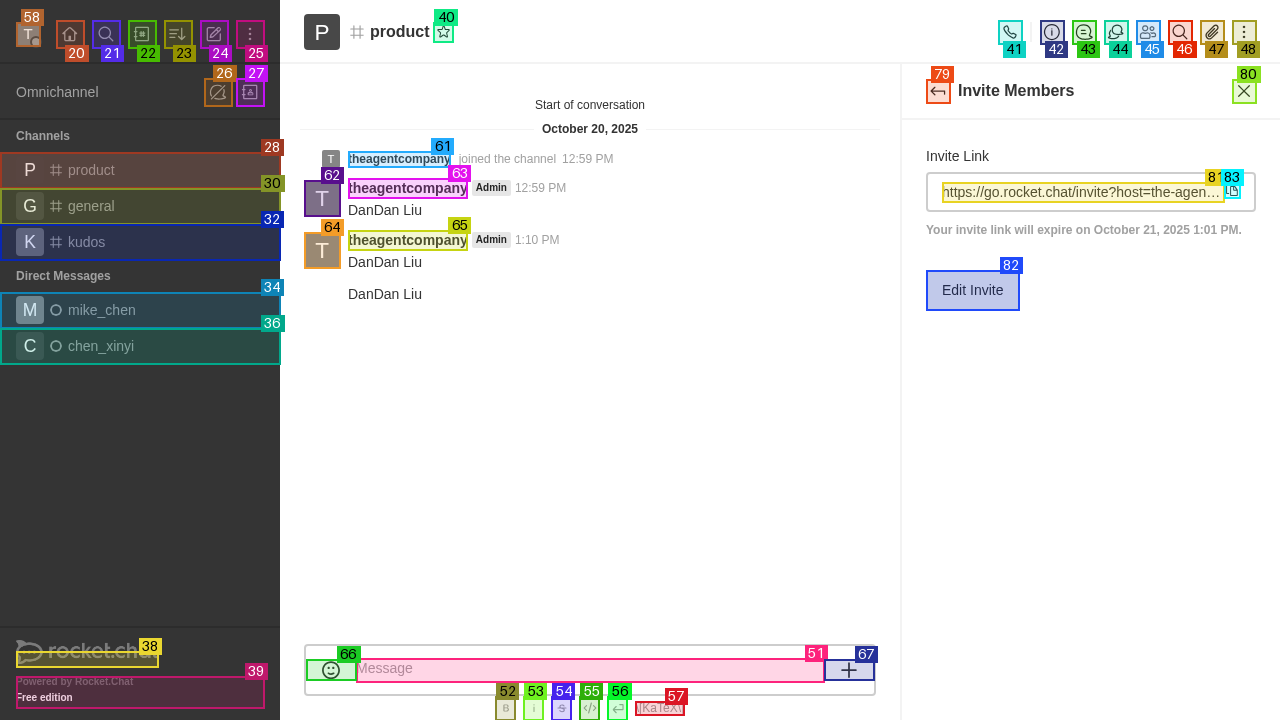 58
T
20
21
22
23
24
25
Omnichannel
26
27
Channels
28
P product
30
G general
32
K kudos
Direct Messages
34
M mike_chen
36
C chen_xinyi
38
rocket.cha
39
Powered by Rocket.Chat
Free edition
P product
40
41
42
43
44
45
46
47
48
Start of conversation
October 20, 2025
61
T theagentcompany joined the channel 12:59 PM
62
63
T theagentcompany Admin 12:59 PM
DanDan Liu
64
65
T theagentcompany Admin 1:10 PM
DanDan Liu
DanDan Liu
66
51
67
Message
52
53
54
55
56
57
B i S </> \[KaTeX\]
79
80
Invite Members
Invite Link
81
83
https://go.rocket.chat/invite?host=the-agen…
Your invite link will expire on October 21, 2025 1:01 PM.
82
Edit Invite